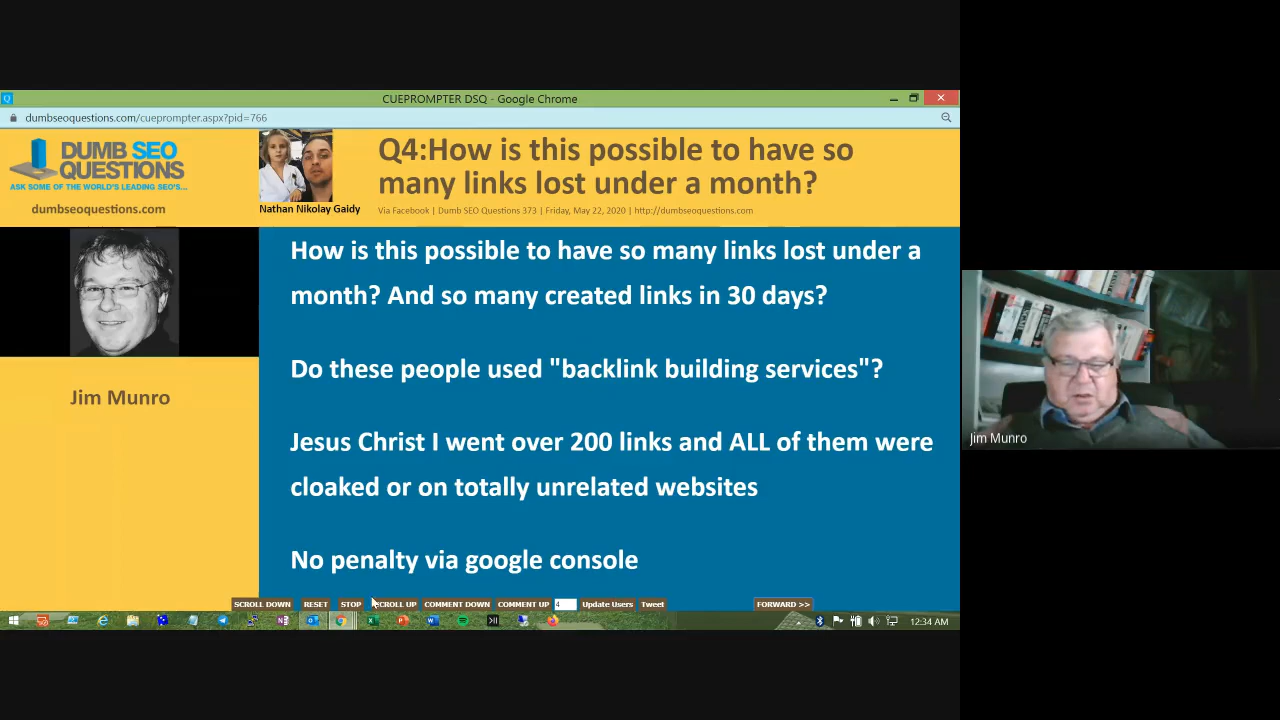 CUEPROMPTER DSQ - Google Chrome
dumbseoquestions.com/cueprompter.aspx?pid=766
DUMB SEO
QUESTIONS
ASK SOME OF THE WORLD'S LEADING SEO'S...
dumbseoquestions.com
Nathan Nikolay Gaidy
Q4:How is this possible to have so
many links lost under a month?
Via Facebook | Dumb SEO Questions 373 | Friday, May 22, 2020 | http://dumbseoquestions.com
Jim Munro
How is this possible to have so many links lost under a
month? And so many created links in 30 days?
Do these people used "backlink building services"?
Jesus Christ I went over 200 links and ALL of them were
cloaked or on totally unrelated websites
No penalty via google console
Jim Munro
SCROLL DOWN RESET STOP SCROLL UP COMMENT DOWN COMMENT UP 4 Update Users Tweet FORWARD >>
12:34 AM